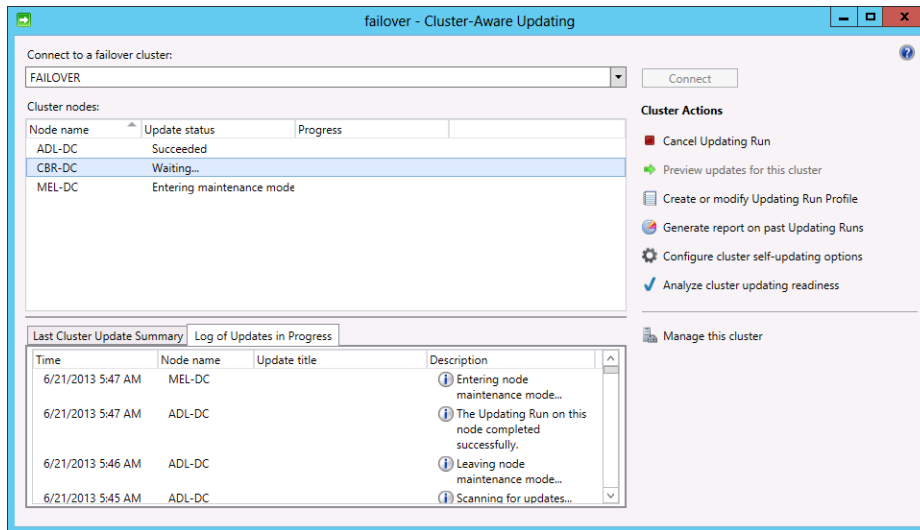 failover - Cluster-Aware Updating
Connect to a failover cluster:
FAILOVER
Connect
Cluster nodes:
Node name Update status Progress
ADL-DC Succeeded
CBR-DC Waiting...
MEL-DC Entering maintenance mode
Cluster Actions
Cancel Updating Run
Preview updates for this cluster
Create or modify Updating Run Profile
Generate report on past Updating Runs
Configure cluster self-updating options
Analyze cluster updating readiness
Manage this cluster
Last Cluster Update Summary Log of Updates in Progress
Time Node name Update title Description
6/21/2013 5:47 AM MEL-DC Entering node
maintenance mode...
6/21/2013 5:47 AM ADL-DC The Updating Run on this
node completed
successfully.
6/21/2013 5:46 AM ADL-DC Leaving node
maintenance mode...
6/21/2013 5:45 AM ADL-DC Scanning for updates...